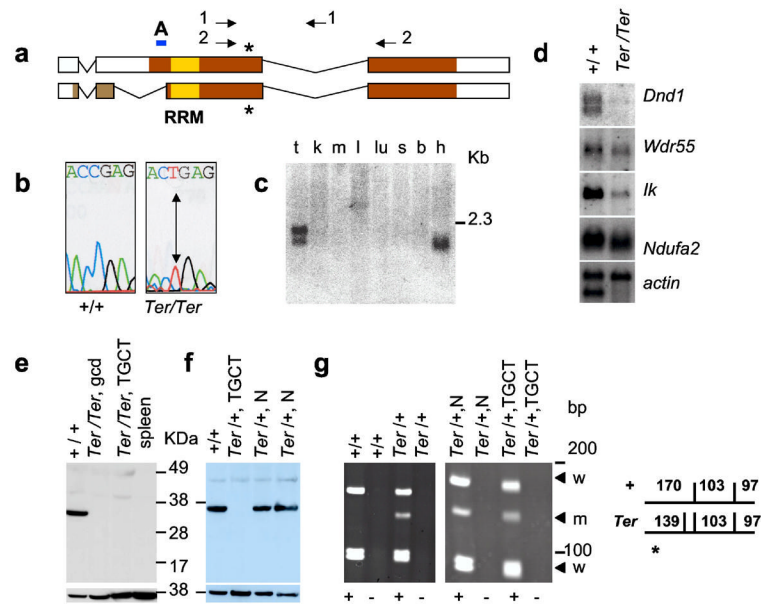 a
A
1
1
2
2
*
RRM
*
b
ACCGAG
ACTGAG
+/+
Ter/Ter
c
t k m l lu s b h
Kb
2.3
d
+/+
Ter/Ter
Dnd1
Wdr55
Ik
Ndufa2
actin
e
+/+
Ter/Ter, gcd
Ter/Ter, TGCT
spleen
KDa
49
38
28
17
38
f
+/+
Ter/+, TGCT
Ter/+, N
Ter/+, N
g
+/+
+/+
Ter/+
Ter/+
Ter/+,N
Ter/+,N
Ter/+,TGCT
Ter/+,TGCT
bp
200
w
m
100
w
+ - + -
+ - + -
+ 170 103 97
Ter 139 103 97
*